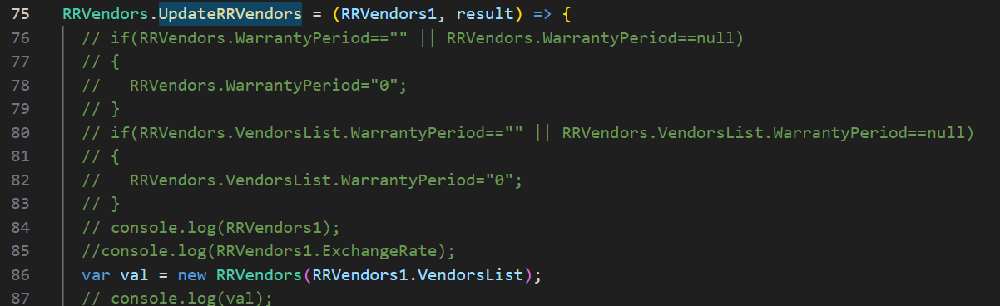 75 RRVendors.UpdateRRVendors = (RRVendors1, result) => {
76 // if(RRVendors.WarrantyPeriod=="" || RRVendors.WarrantyPeriod==null)
77 // {
78 //   RRVendors.WarrantyPeriod="0";
79 // }
80 // if(RRVendors.VendorsList.WarrantyPeriod=="" || RRVendors.VendorsList.WarrantyPeriod==null)
81 // {
82 //   RRVendors.VendorsList.WarrantyPeriod="0";
83 // }
84 // console.log(RRVendors1);
85 //console.log(RRVendors1.ExchangeRate);
86 var val = new RRVendors(RRVendors1.VendorsList);
87 // console.log(val);